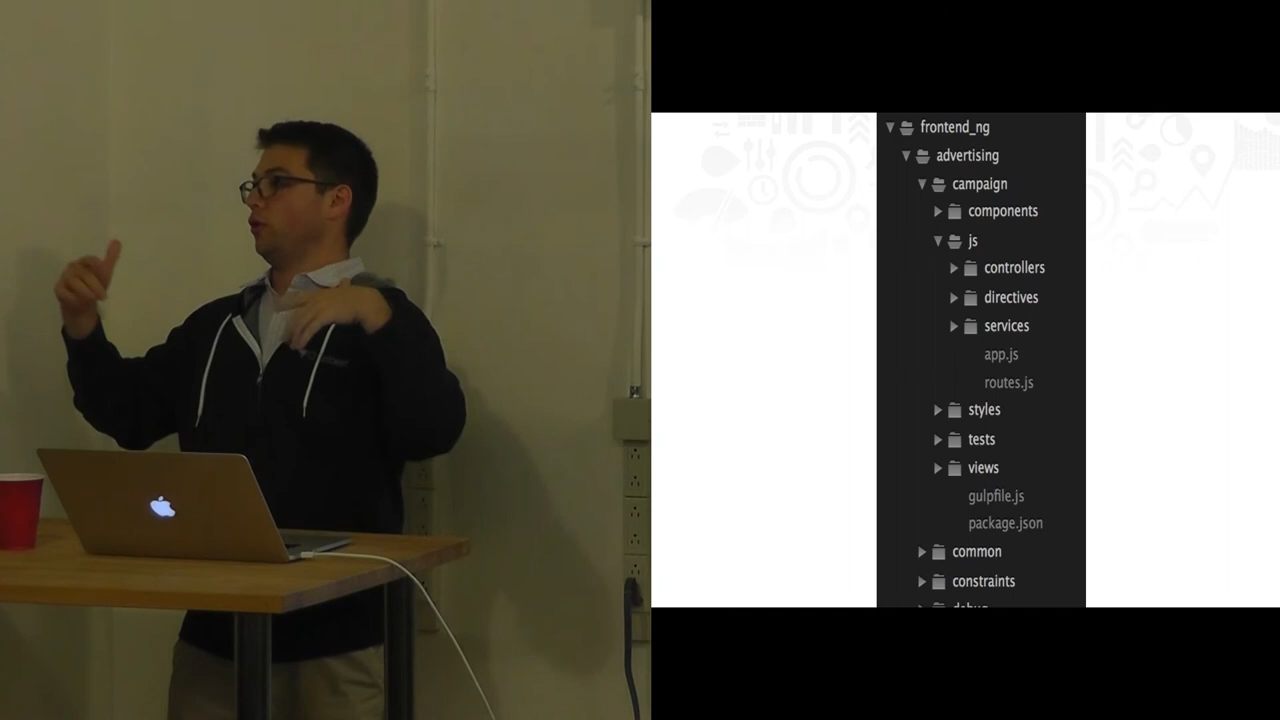 frontend_ng
advertising
campaign
components
js
controllers
directives
services
app.js
routes.js
styles
tests
views
gulpfile.js
package.json
common
constraints
debug